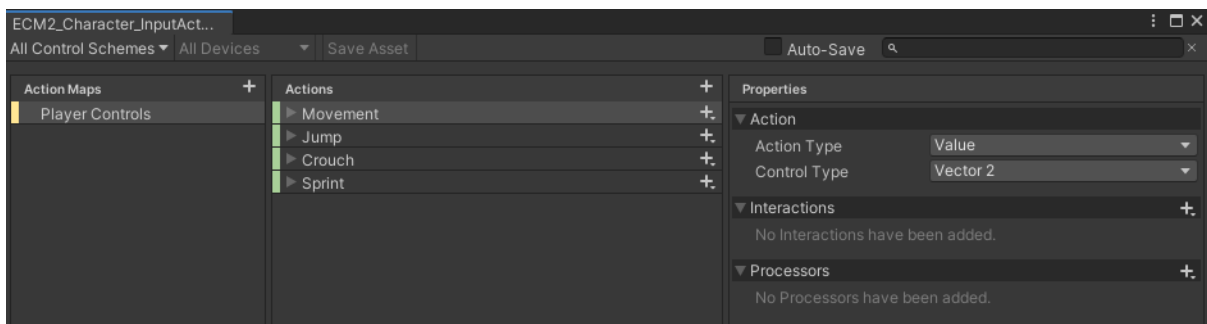 ECM2_Character_InputAct...
All Control Schemes All Devices Save Asset Auto-Save
Action Maps
Player Controls
Actions
Movement
Jump
Crouch
Sprint
Properties
Action
Action Type Value
Control Type Vector 2
Interactions
No Interactions have been added.
Processors
No Processors have been added.